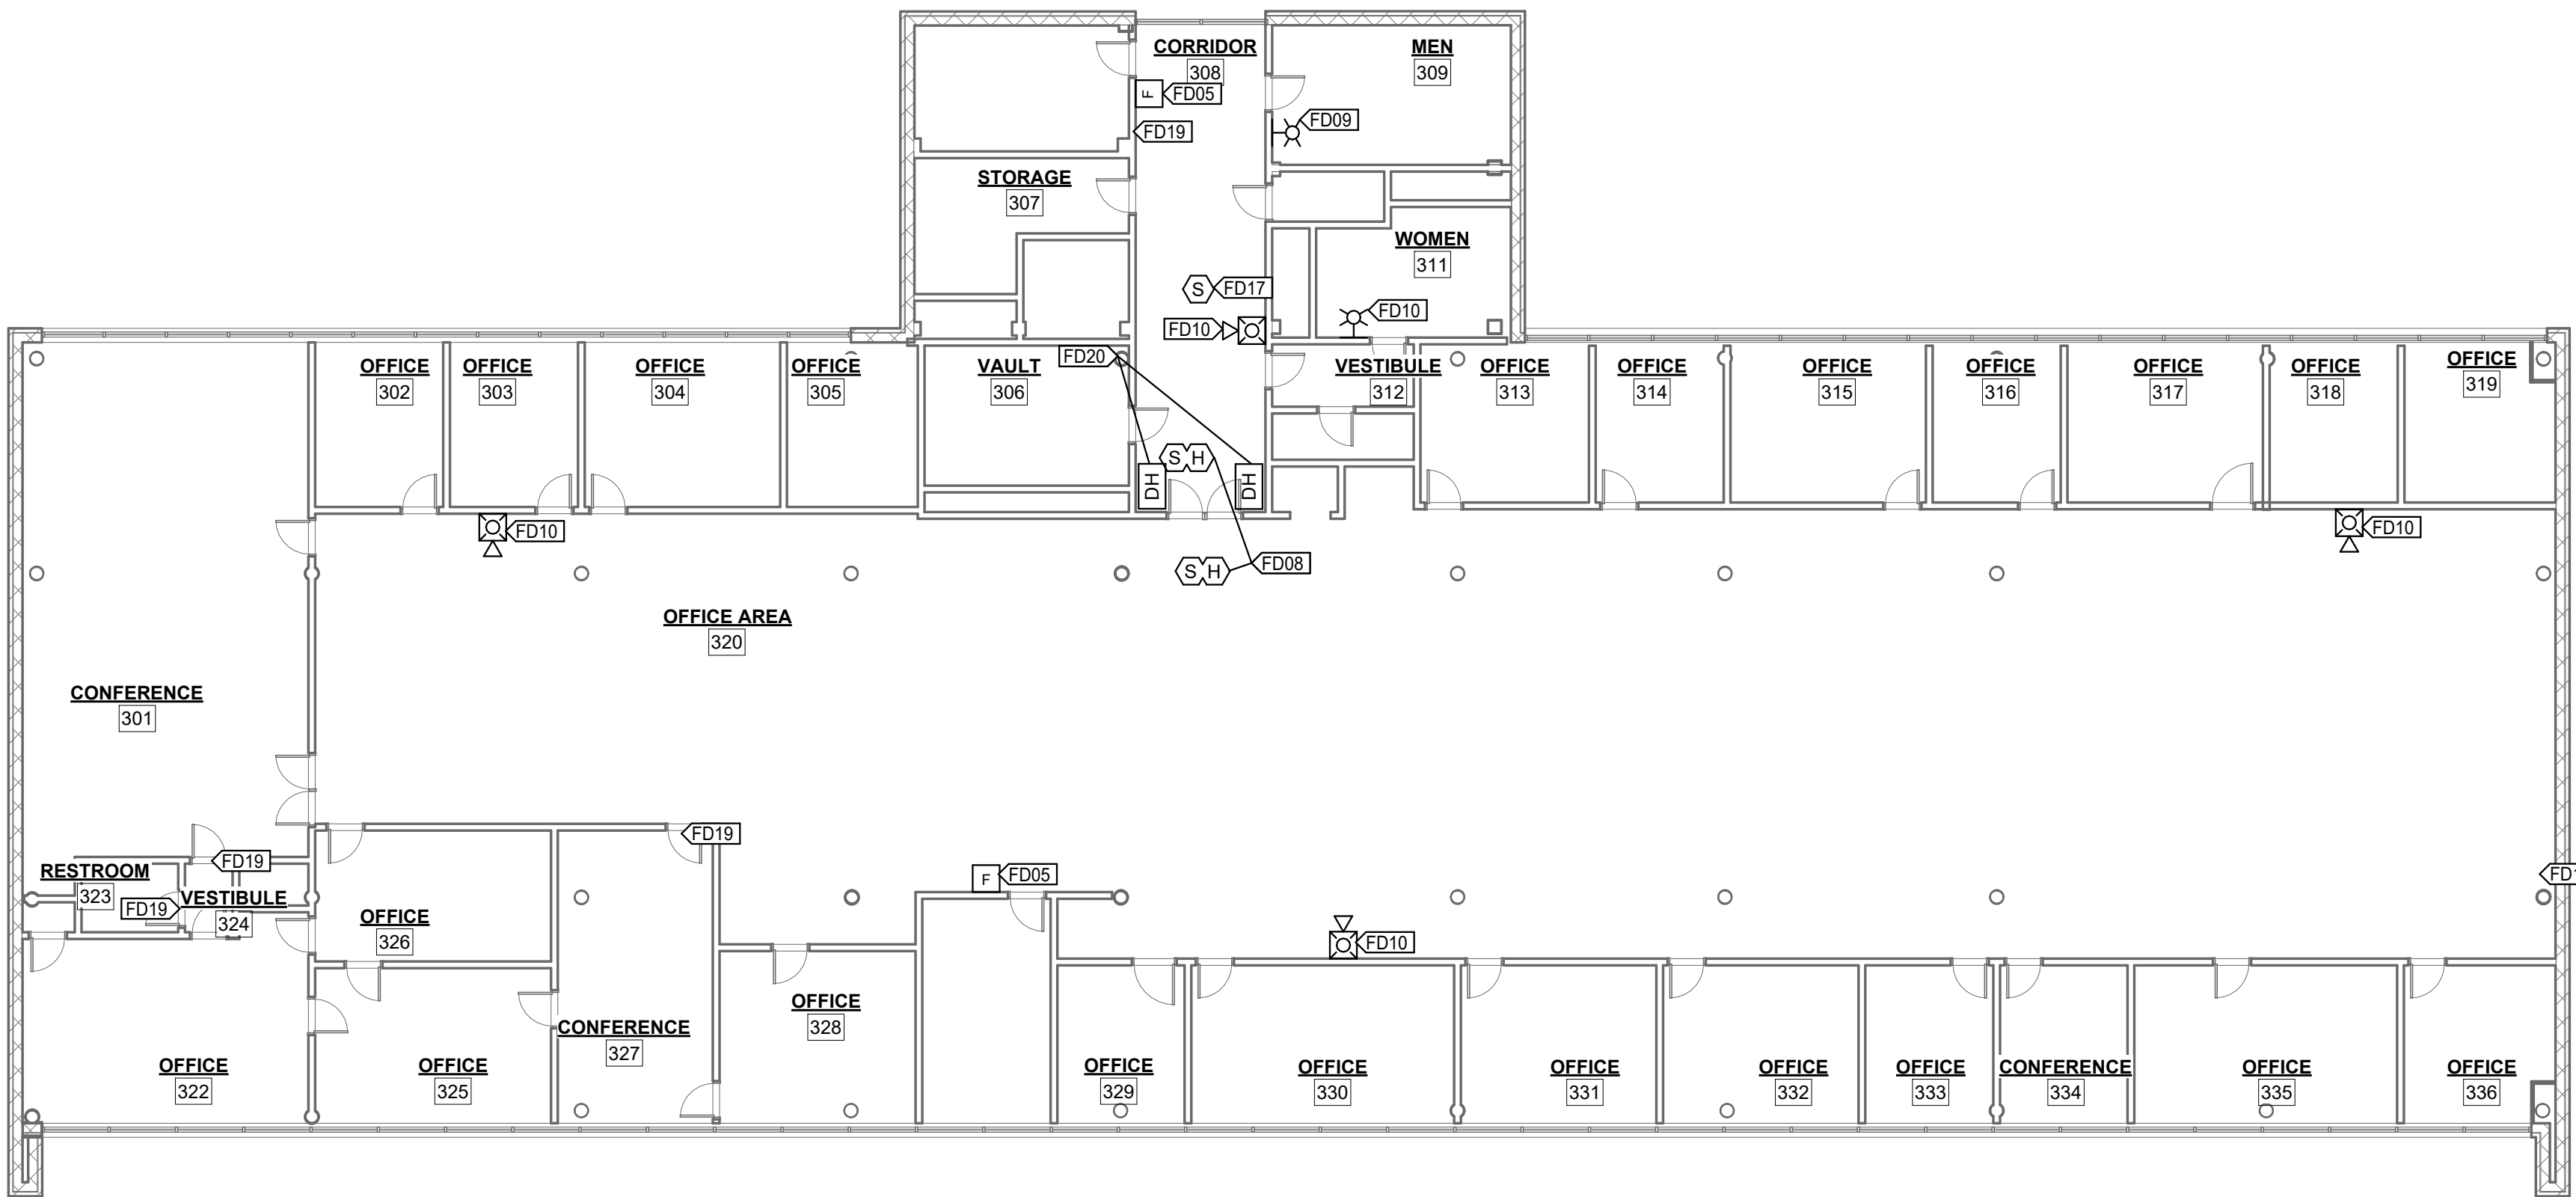 CORRIDOR
308
MEN
309
F
FD05
FD19
FD09
STORAGE
307
WOMEN
311
S
FD17
FD10
FD10
FD20
OFFICE
302
OFFICE
303
OFFICE
304
OFFICE
305
VAULT
306
VESTIBULE
312
OFFICE
313
OFFICE
314
OFFICE
315
OFFICE
316
OFFICE
317
OFFICE
318
OFFICE
319
S H
DH
DH
FD10
FD10
S H
FD08
OFFICE AREA
320
CONFERENCE
301
FD19
FD19
RESTROOM
323
FD19
VESTIBULE
324
F
FD05
FD1
OFFICE
326
FD10
OFFICE
328
CONFERENCE
327
OFFICE
322
OFFICE
325
OFFICE
329
OFFICE
330
OFFICE
331
OFFICE
332
OFFICE
333
CONFERENCE
334
OFFICE
335
OFFICE
336